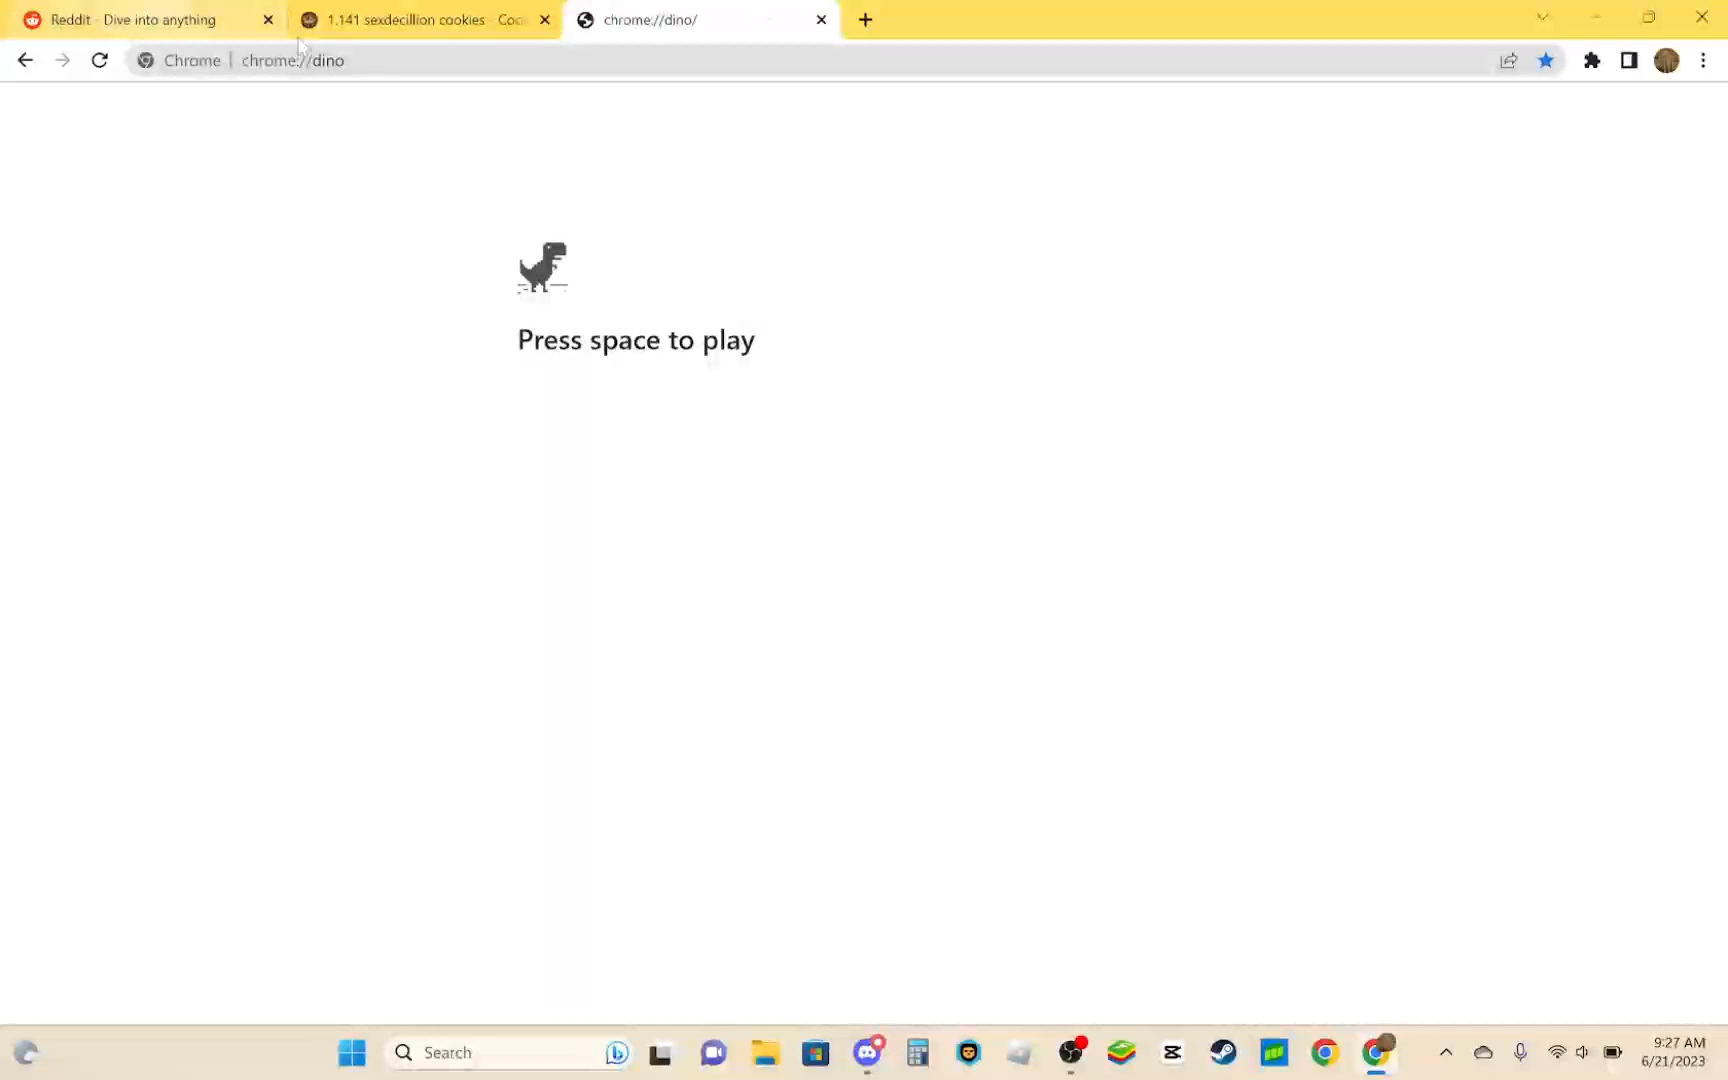 Reddit - Dive into anything
1.141 sexdecillion cookies - Coo
chrome://dino/
Chrome | chrome://dino
Press space to play
Search
9:27 AM
6/21/2023